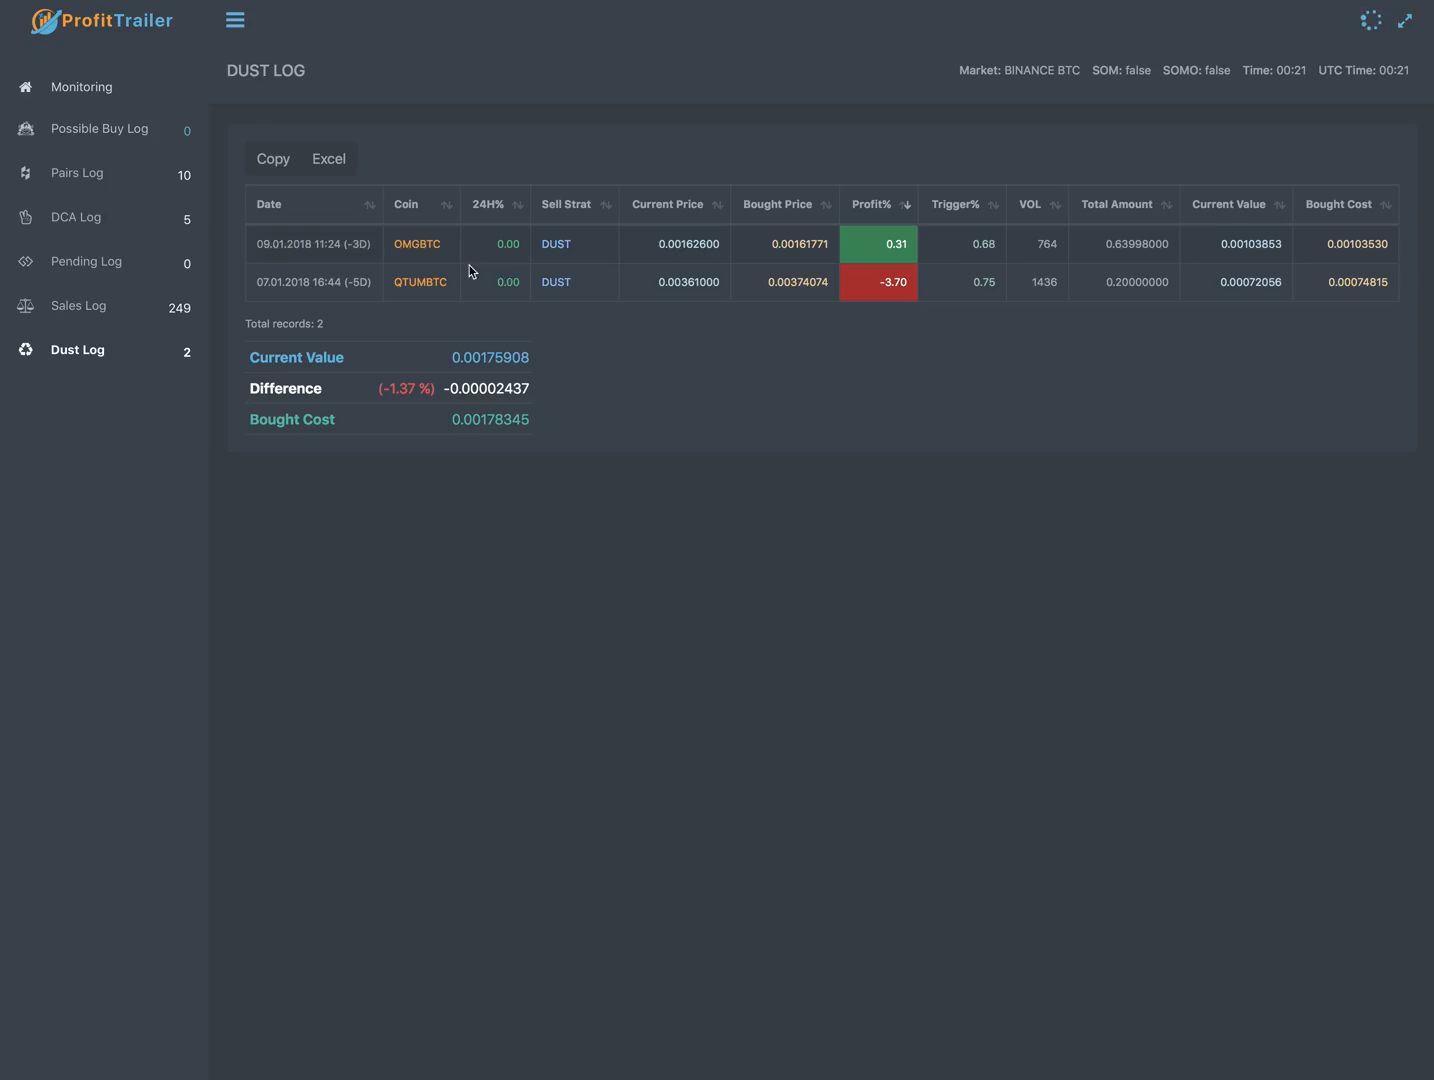 ProfitTrailer
DUST LOG
Market: BINANCE BTC SOM: false SOMO: false Time: 00:21 UTC Time: 00:21
Monitoring
Possible Buy Log 0
Pairs Log 10
DCA Log 5
Pending Log 0
Sales Log 249
Dust Log 2
Copy Excel
Date Coin 24H% Sell Strat Current Price Bought Price Profit% Trigger% VOL Total Amount Current Value Bought Cost
09.01.2018 11:24 (-3D) OMGBTC 0.00 DUST 0.00162600 0.00161771 0.31 0.68 764 0.63998000 0.00103853 0.00103530
07.01.2018 16:44 (-5D) QTUMBTC 0.00 DUST 0.00361000 0.00374074 -3.70 0.75 1436 0.20000000 0.00072056 0.00074815
Total records: 2
Current Value 0.00175908
Difference (-1.37 %) -0.00002437
Bought Cost 0.00178345